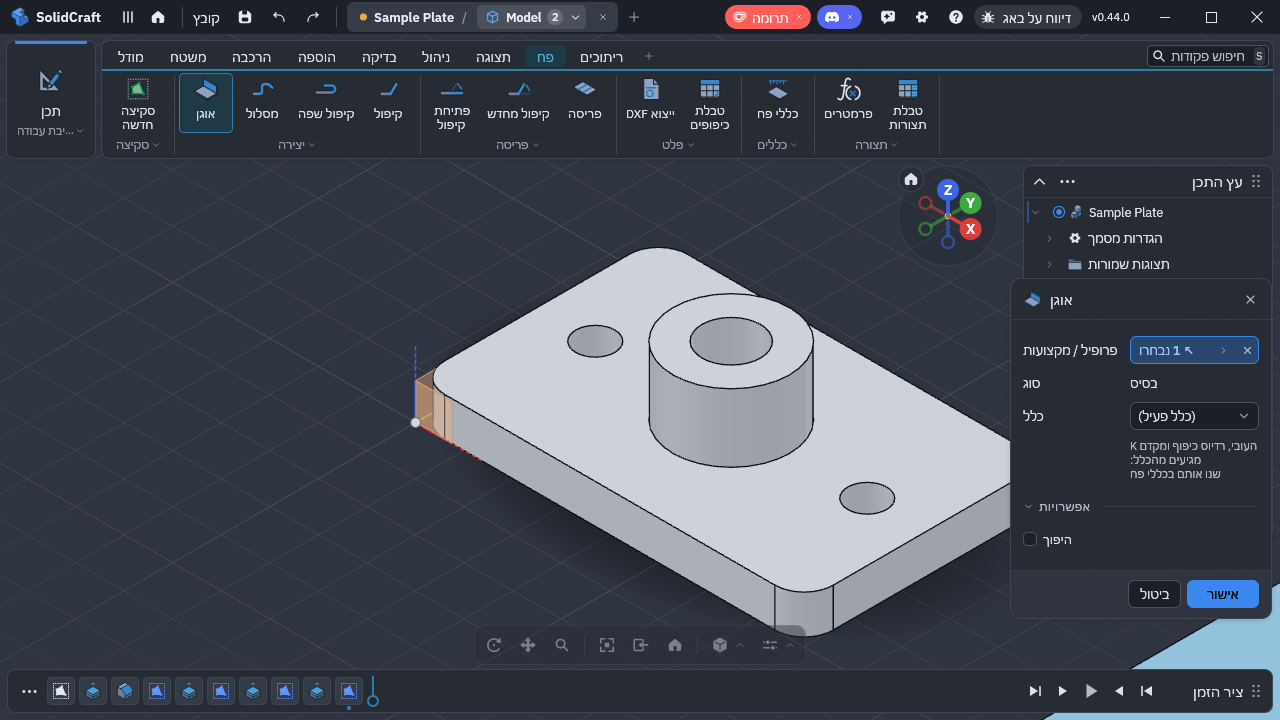 SolidCraft
קובץ
Sample Plate /
Model 2
תרומה
דיווח על באג
v0.44.0
מודל
משטח
הרכבה
הוספה
בדיקה
ניהול
תצוגה
פח
ריתוכים
חיפוש פקודות S
תכן
...יבת עבודה
סקיצה
חדשה
סקיצה
אוגן
מסלול
קיפול שפה
קיפול
יצירה
פתיחת
קיפול
קיפול מחדש
פריסה
פריסה
ייצוא DXF
טבלת
כיפופים
פלט
כללי פח
כללים
פרמטרים
טבלת
תצורות
תצורה
Z
Y
X
עץ התכן
Sample Plate
הגדרות מסמך
תצוגות שמורות
אוגן
פרופיל / מקצועות
1 נבחרו
סוג
בסיס
כלל
(כלל פעיל)
העובי, רדיוס כיפוף ומקדם K
מגיעים מהכלל:
שנו אותם בכללי פח
אפשרויות
היפוך
אישור
ביטול
ציר הזמן